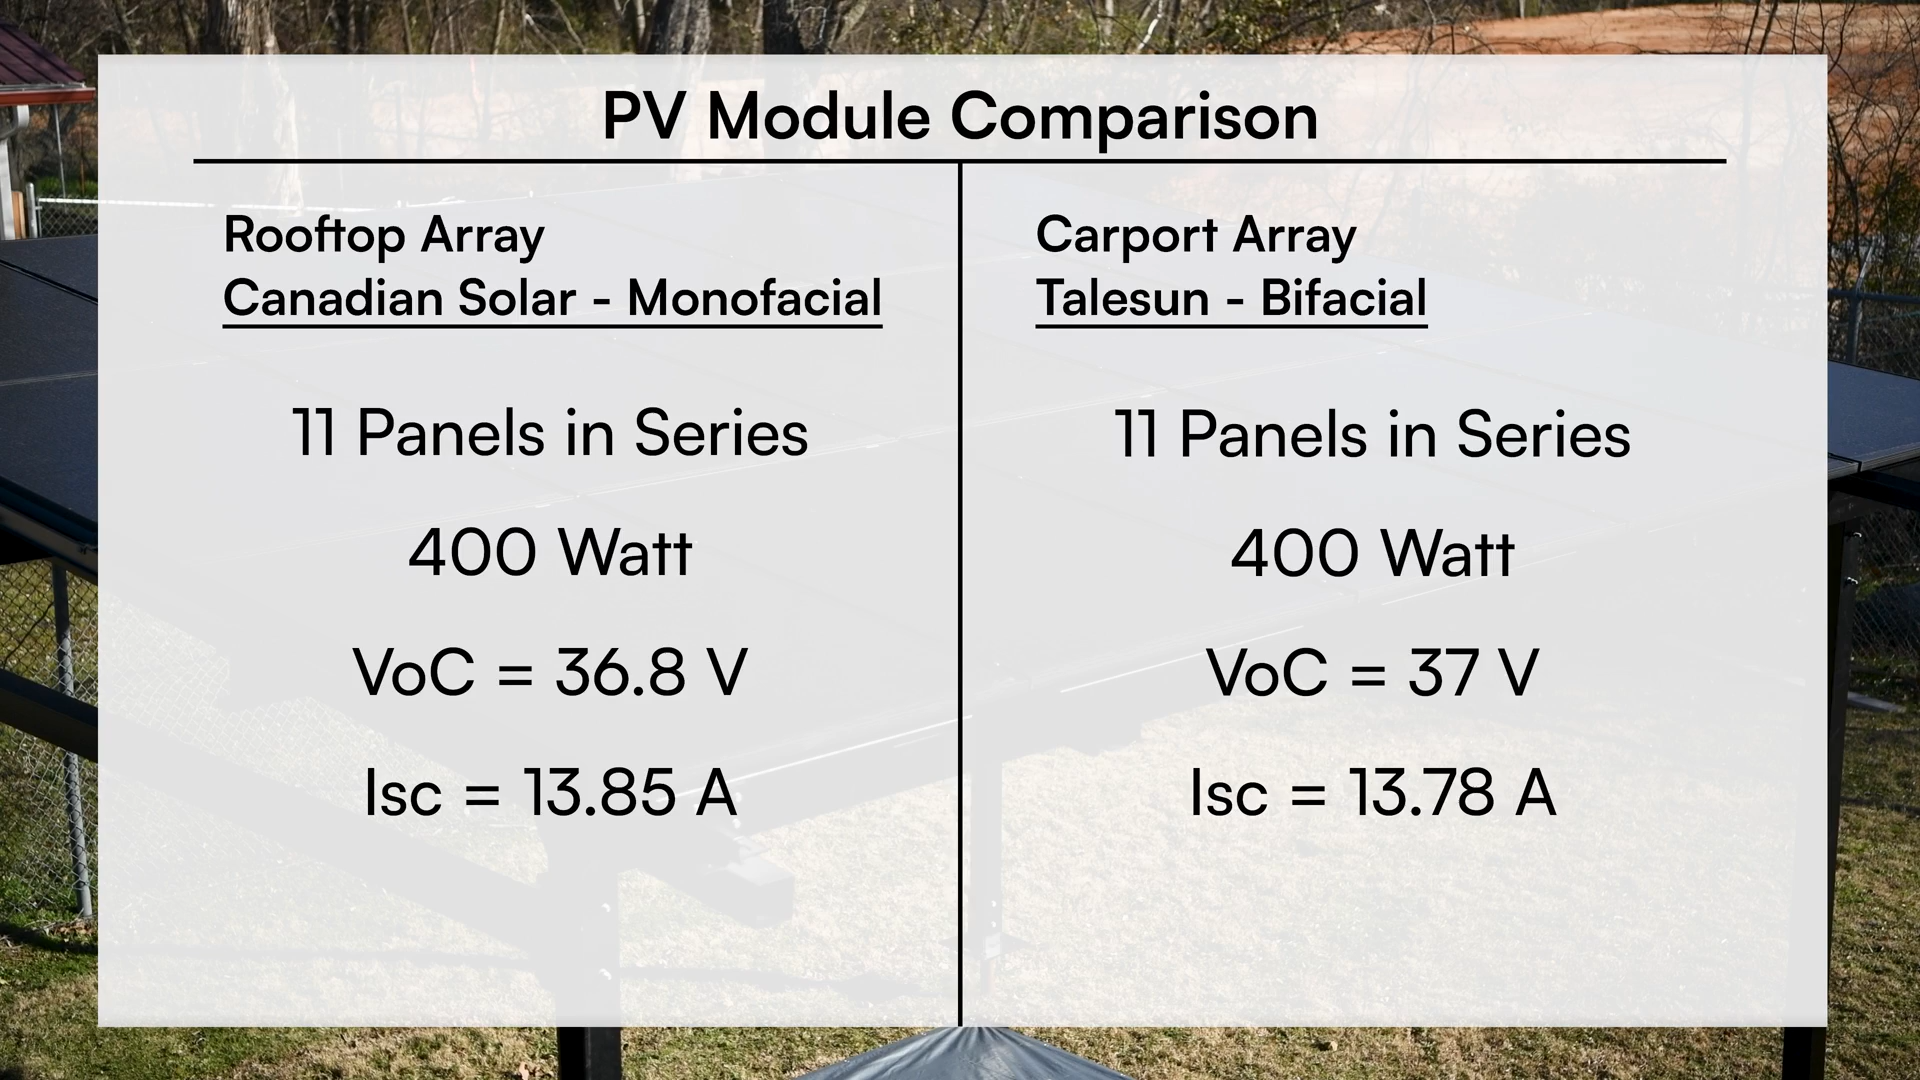 PV Module Comparison
Rooftop Array
Canadian Solar - Monofacial
11 Panels in Series
400 Watt
VoC = 36.8 V
Isc = 13.85 A
Carport Array
Talesun - Bifacial
11 Panels in Series
400 Watt
VoC = 37 V
Isc = 13.78 A